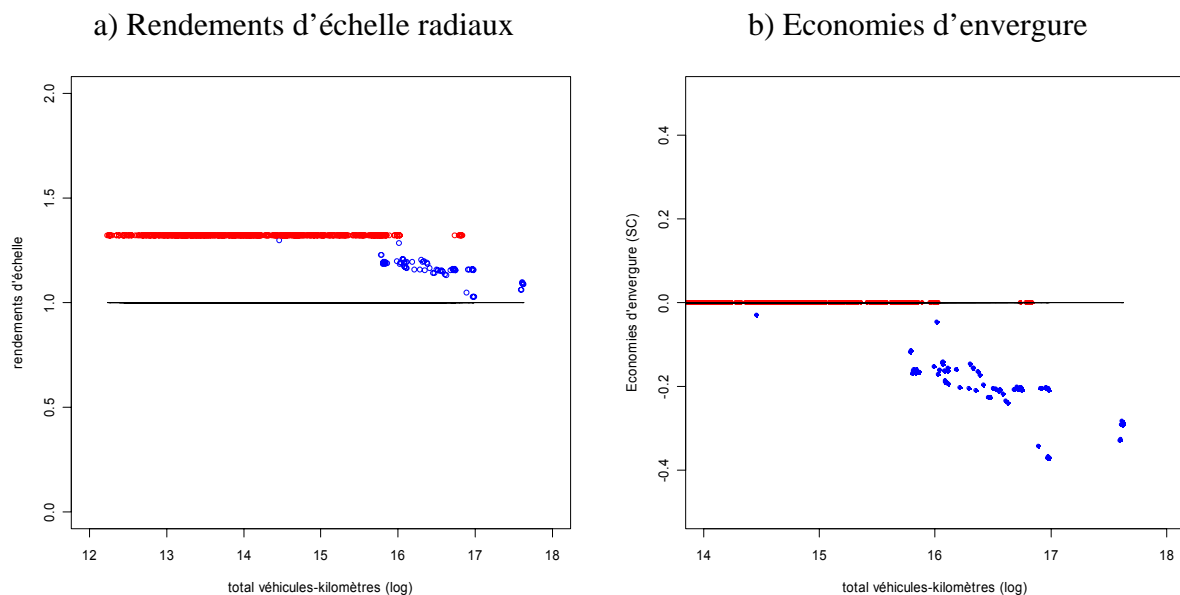 a) Rendements d’échelle radiaux
2.0
1.5
1.0
0.5
0.0
rendements d'échelle
12 13 14 15 16 17 18
total véhicules-kilomètres (log)
b) Economies d’envergure
0.4
0.2
0.0
-0.2
-0.4
Economies d'envergure (SC)
14 15 16 17 18
total véhicules-kilomètres (log)